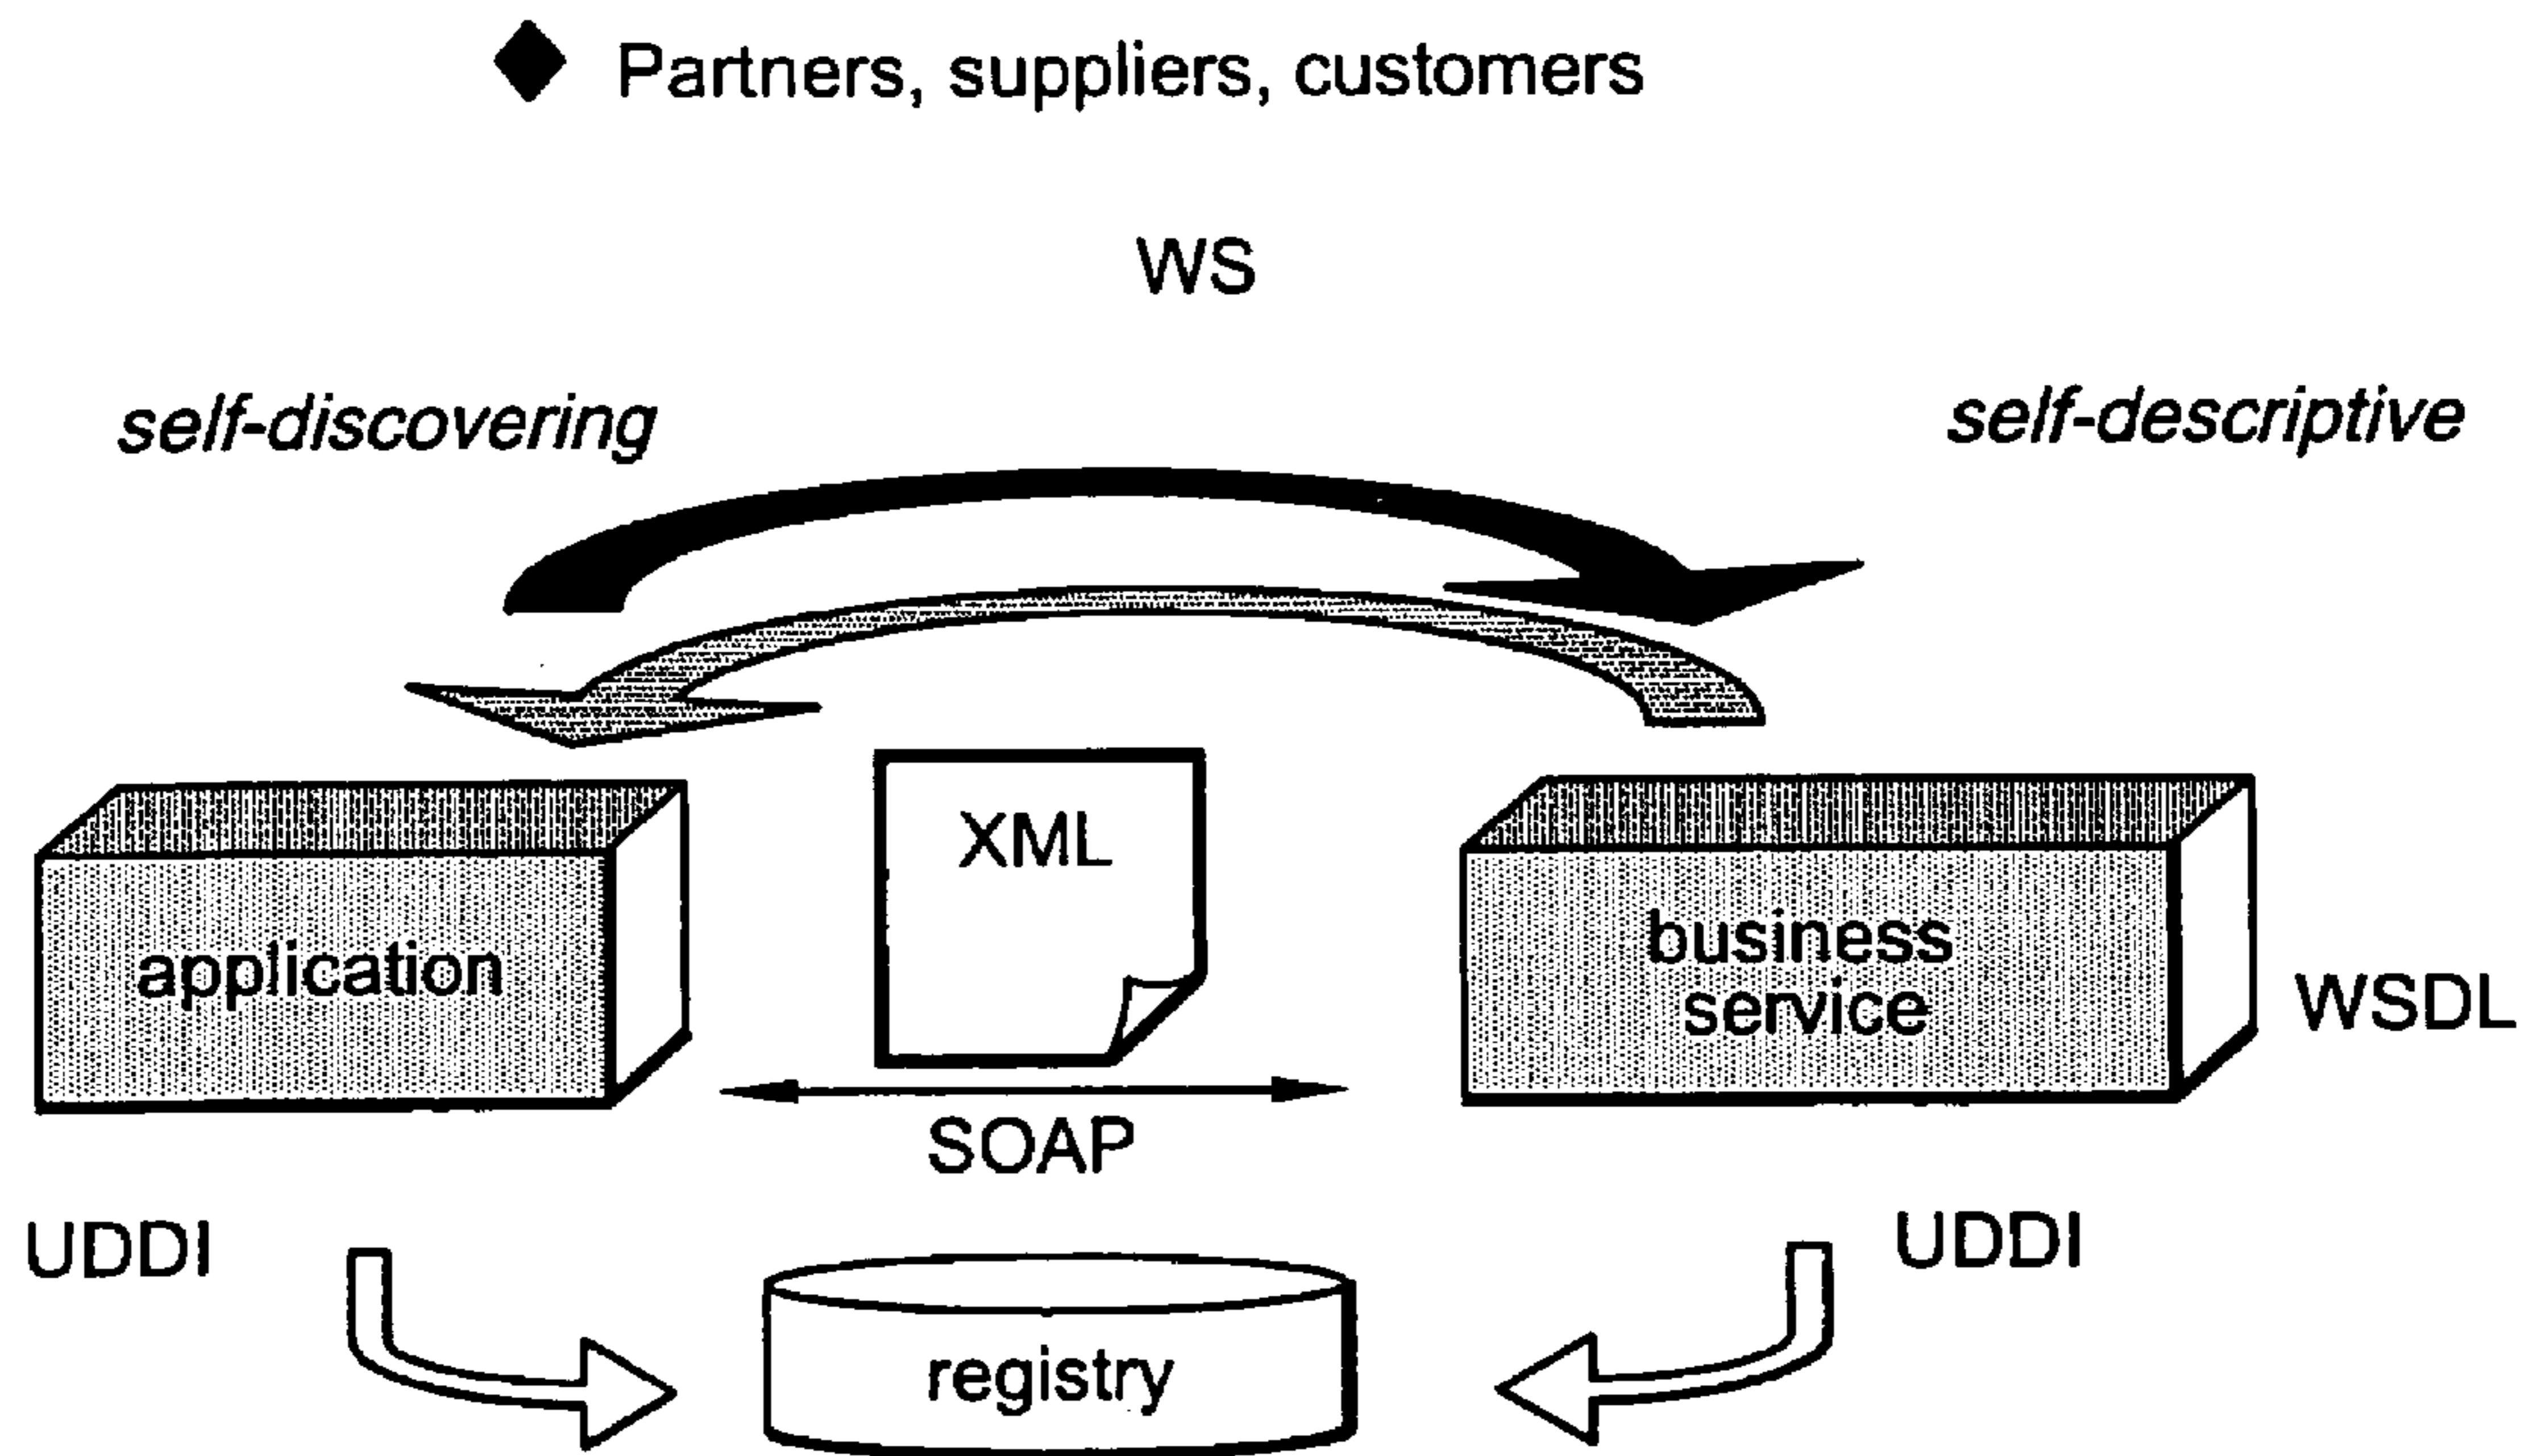 Partners, suppliers, customers
WS
self-discovering
self-descriptive
XML
application
business
service
WSDL
SOAP
UDDI
UDDI
registry